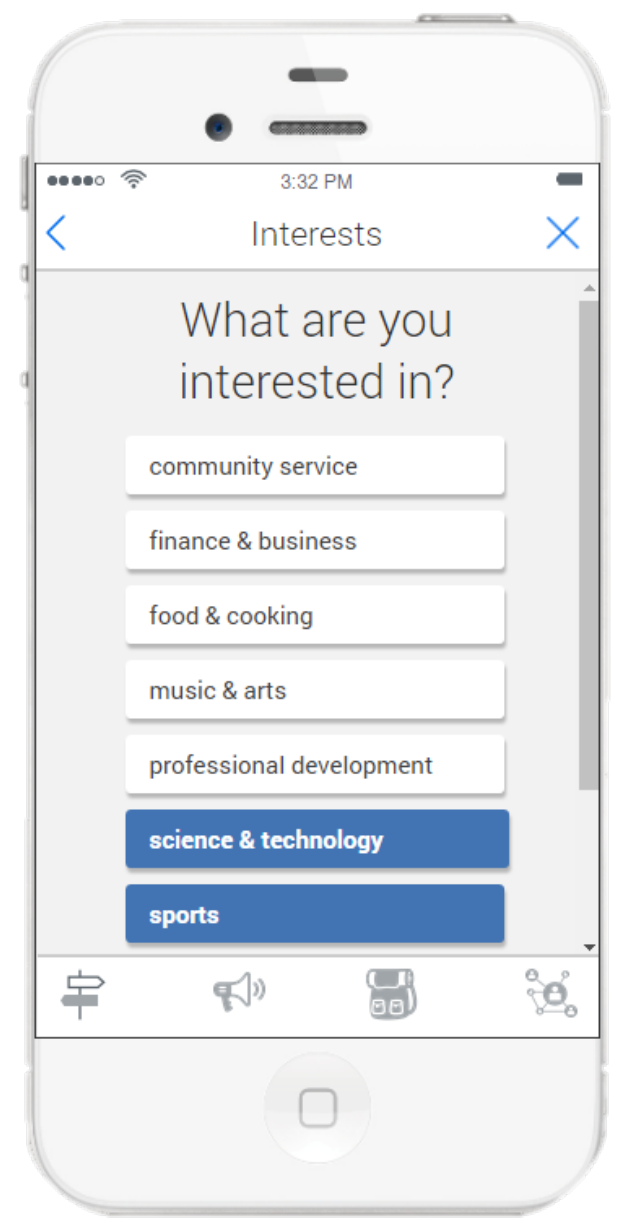 3:32 PM
Interests
What are you
interested in?
community service
finance & business
food & cooking
music & arts
professional development
science & technology
sports